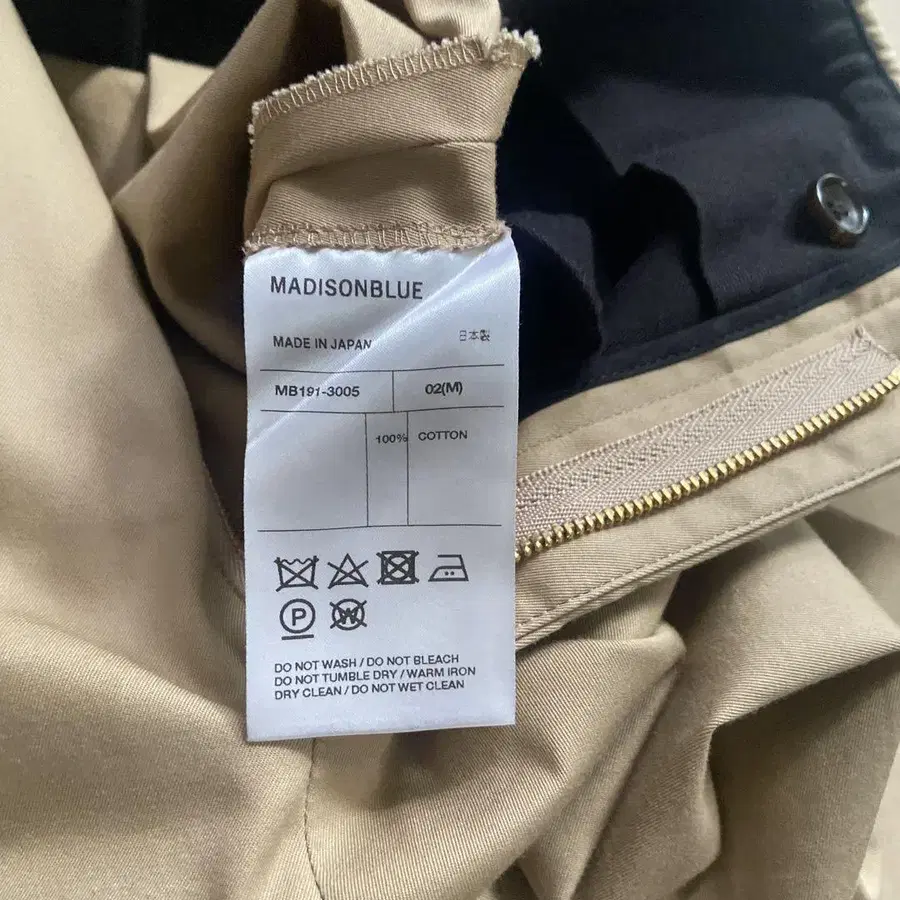 MADISONBLUE
MADE IN JAPAN 日本製
MB191-3005 02(M)
100% COTTON
P W
DO NOT WASH / DO NOT BLEACH
DO NOT TUMBLE DRY / WARM IRON
DRY CLEAN / DO NOT WET CLEAN